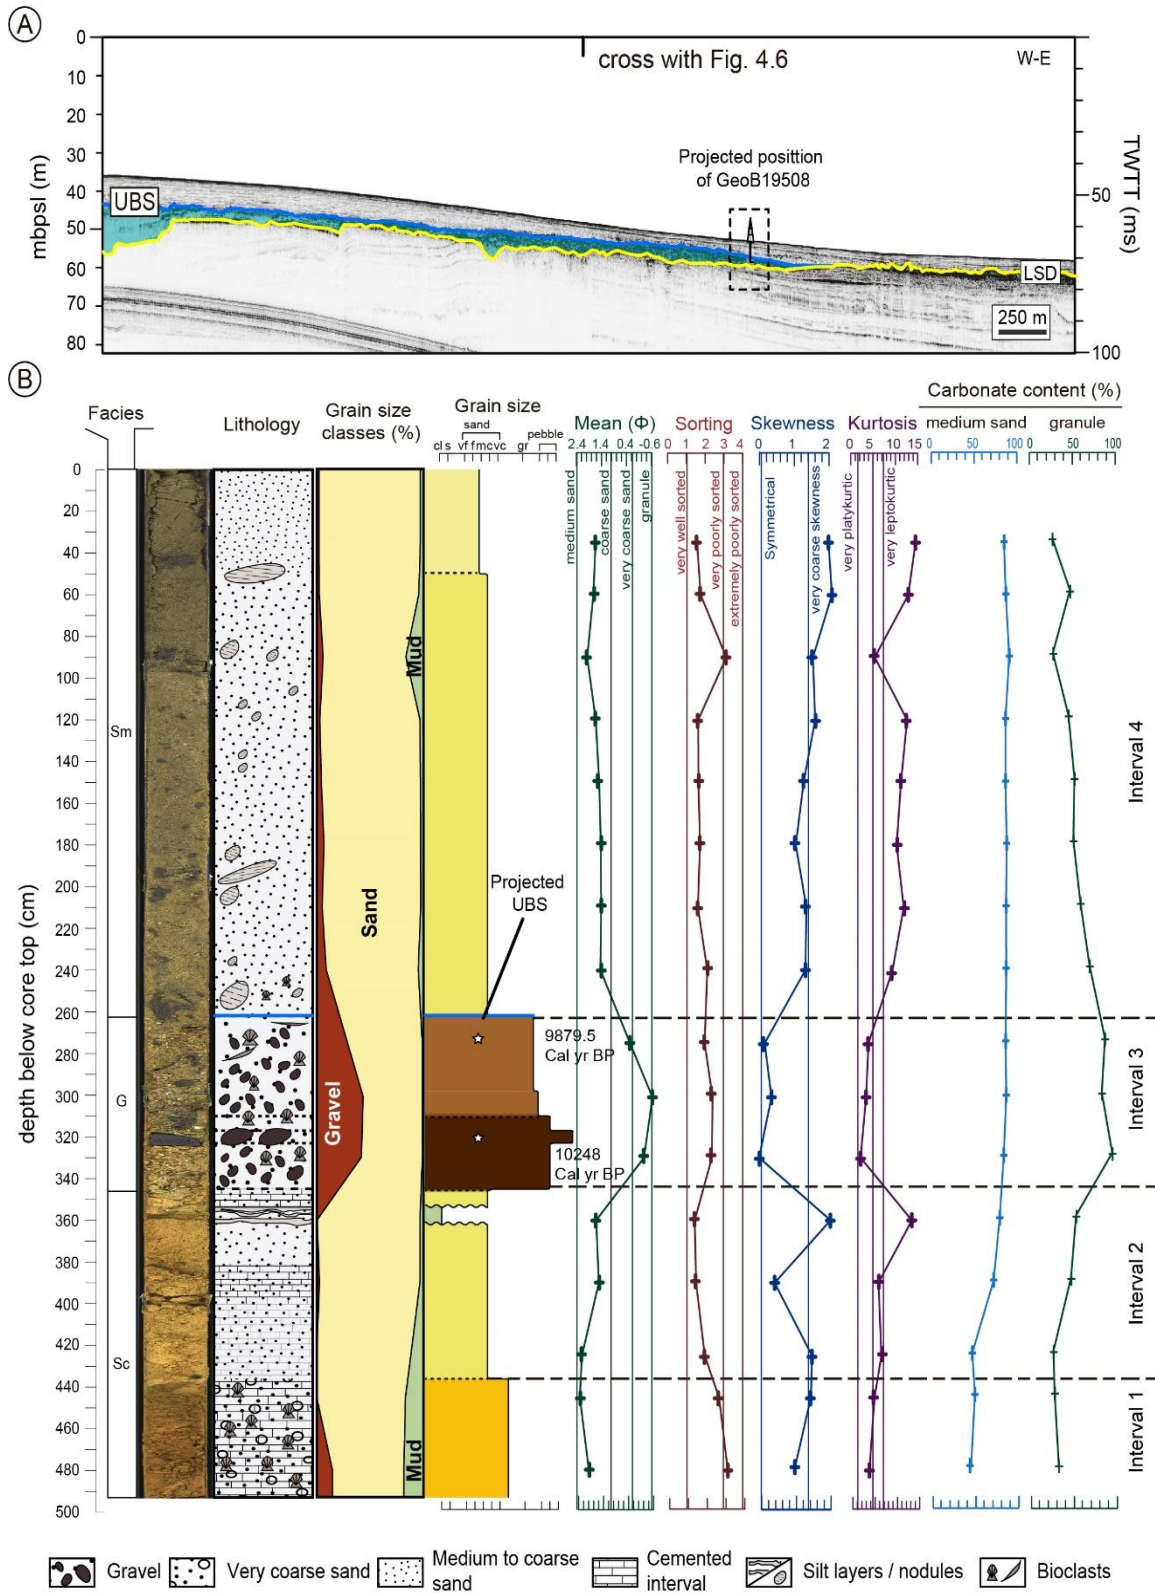 A
0
10
20
30
40
50
60
70
80
mbpsl (m)
cross with Fig. 4.6
W-E
Projected posittion
of GeoB19508
UBS
LSD
250 m
50
100
TWTT (ns)
B
Facies
Lithology
Grain size
classes (%)
Grain size
sand
pebble
cl s vf f m c vc gr
Mean (Φ)
2.4 1.4 0.4 -0.6
Sorting
0 1 2 3 4
Skewness
0 1 2
Kurtosis
0 5 10 15
Carbonate content (%)
medium sand
0 50 100
granule
0 50 100
medium sand
coarse sand
very coarse sand
granule
very well sorted
very poorly sorted
extremely poorly sorted
Symmetrical
very coarse skewness
very platykurtic
very leptokurtic
depth below core top (cm)
0
20
40
60
80
100
120
140
160
180
200
220
240
260
280
300
320
340
360
380
400
420
440
460
480
500
Sm
G
Sc
Mud
Sand
Gravel
Mud
Projected
UBS
9879.5
Cal yr BP
10248
Cal yr BP
Interval 4
Interval 3
Interval 2
Interval 1
Gravel
Very coarse sand
Medium to coarse
sand
Cemented
interval
Silt layers / nodules
Bioclasts